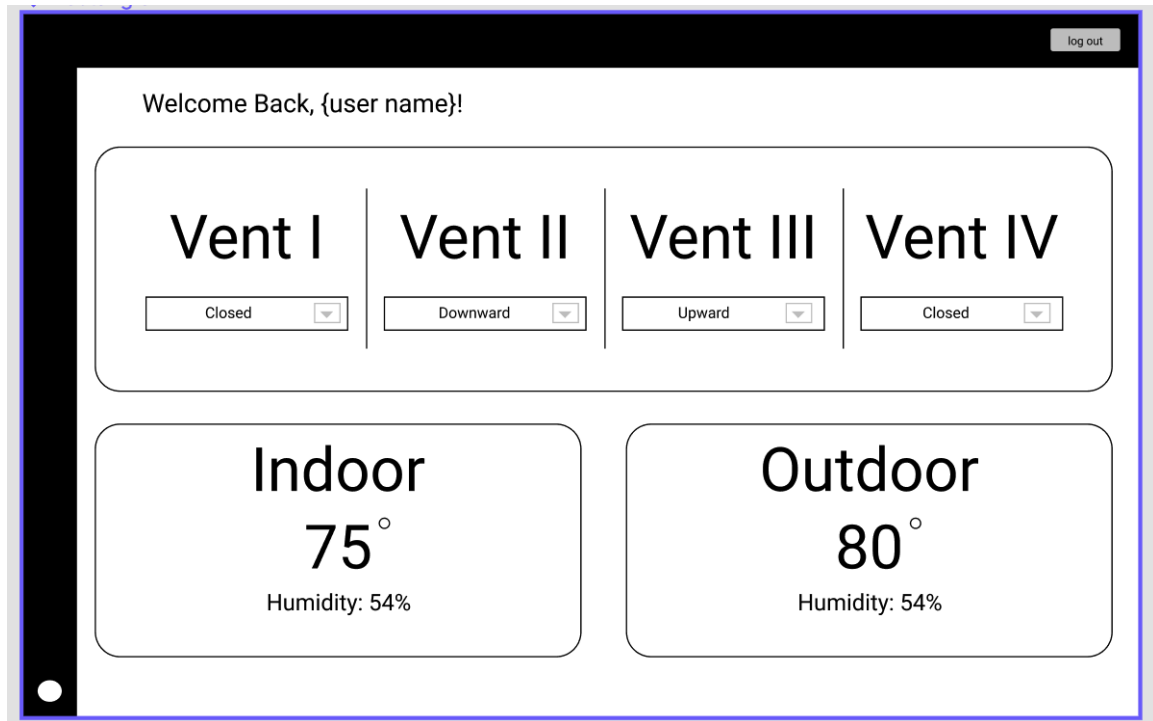 log out
Welcome Back, {user name}!
Vent I
Vent II
Vent III
Vent IV
Closed
Downward
Upward
Closed
Indoor
Outdoor
75°
80°
Humidity: 54%
Humidity: 54%